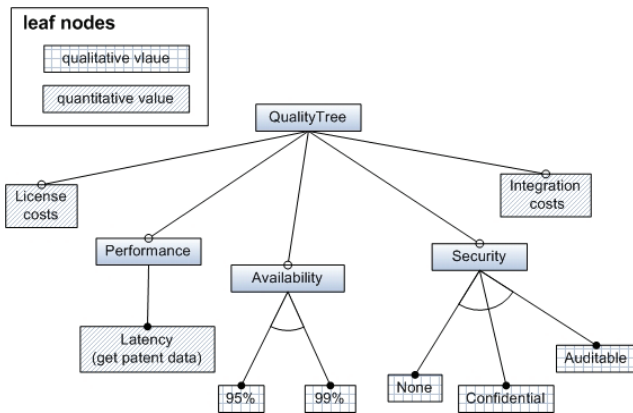 leaf nodes
qualitative vlaue
quantitative value
QualityTree
License
costs
Integration
costs
Performance
Availability
Security
Latency
(get patent data)
95%
99%
None
Confidential
Auditable